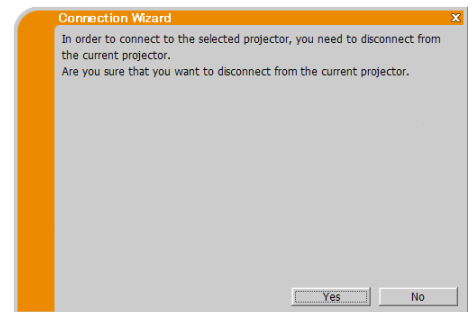 Connection Wizard
x
In order to connect to the selected projector, you need to disconnect from
the current projector.
Are you sure that you want to disconnect from the current projector.
Yes No